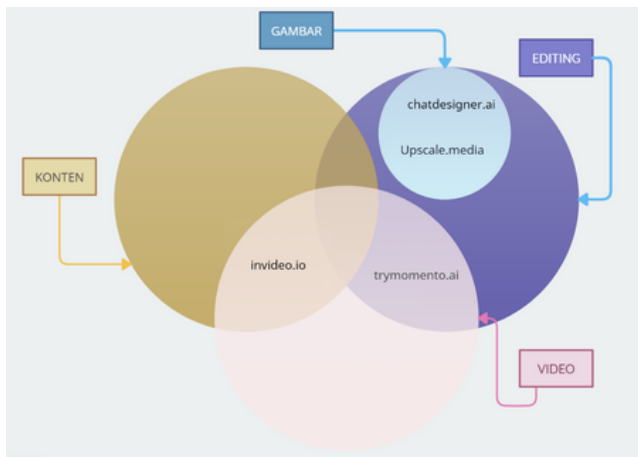 GAMBAR
EDITING
chatdesigner.ai
Upscale.media
KONTEN
invideo.io
trymomento.ai
VIDEO